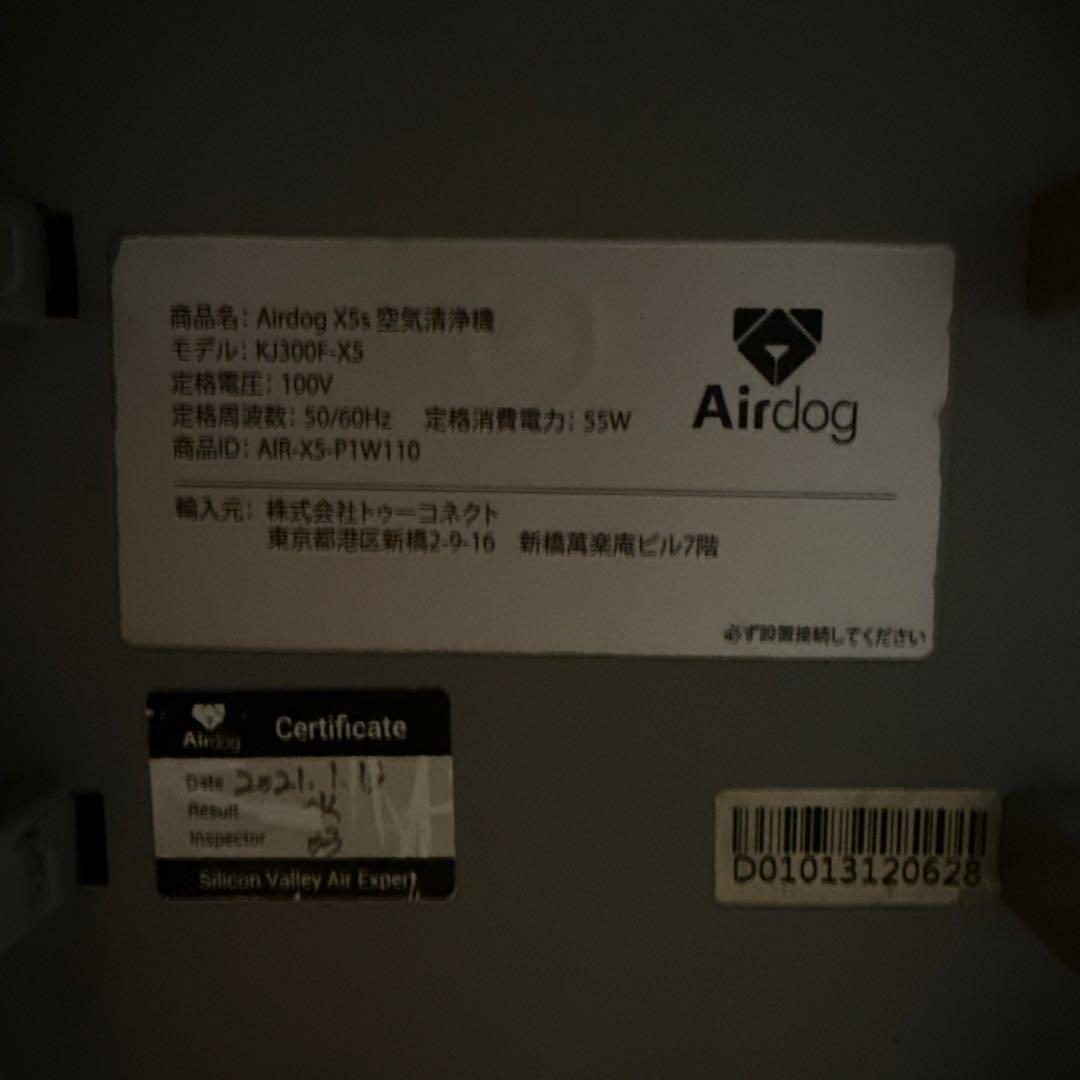 商品名: Airdog X5s 空気清浄機
モデル: KJ300F-X5
定格電圧: 100V
定格周波数: 50/60Hz 定格消費電力: 55W
商品ID: AIR-X5-P1W110
Airdog
輸入元: 株式会社トゥーコネクト
東京都港区新橋2-9-16 新橋萬楽庵ビル7階
必ず設置接続してください
Airdog Certificate
Date 2021.1.
Result
Inspector
Silicon Valley Air Expert
D01013120628